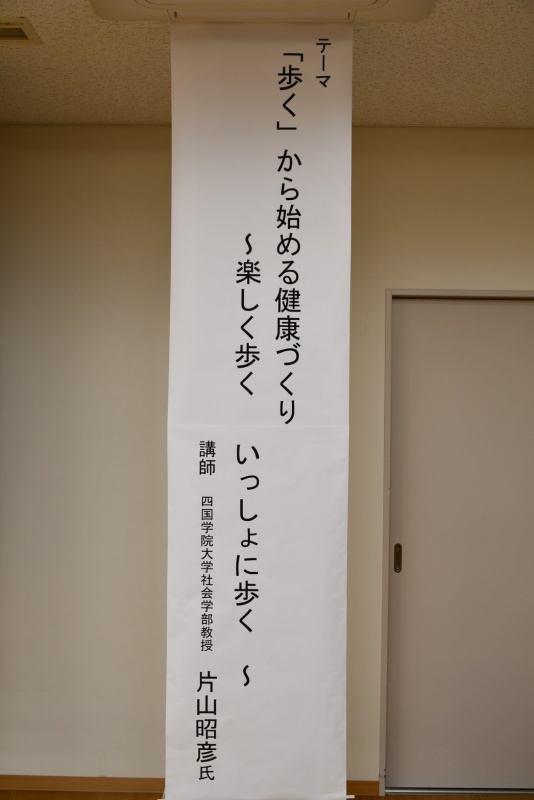 テーマ
「歩く」から始める健康づくり
～楽しく歩く　いっしょに歩く　～
講師　四国学院大学社会学部教授　片山昭彦氏